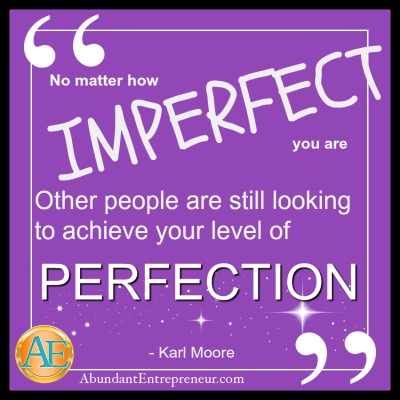 No matter how
IMPERFECT
you are
Other people are still looking
to achieve your level of
PERFECTION
- Karl Moore
AE
AbundantEntrepreneur.com